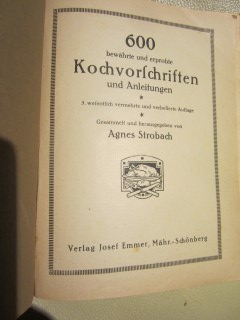 600
bewährte und erprobte
Kochvorschriften
und Anleitungen
3. wesentlich vermehrte und verbesserte Auflage
Gesammelt und herausgegeben von
Agnes Strobach
Verlag Josef Emmer, Mähr.-Schönberg